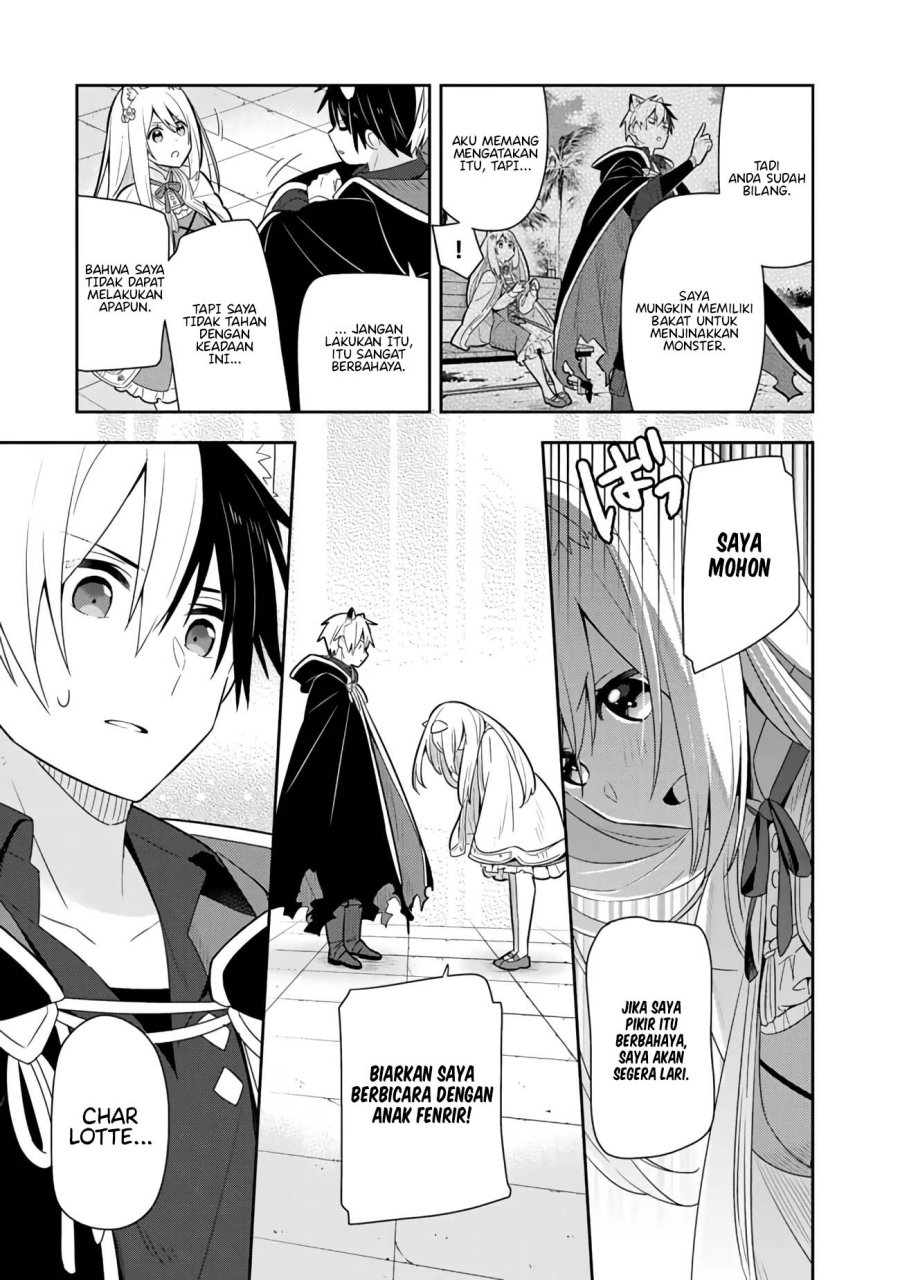 TADI
ANDA SUDAH
BILANG.
SAYA
MUNGKIN MEMILIKI
BAKAT UNTUK
MENJINAKKAN
MONSTER.
AKU MEMANG
MENGATAKAN
ITU, TAPI...
!
... JANGAN
LAKUKAN ITU,
ITU SANGAT
BERBAHAYA.
TAPI SAYA
TIDAK TAHAN
DENGAN
KEADAAN
INI...
BAHWA SAYA
TIDAK DAPAT
MELAKUKAN
APAPUN.
ばっ
SAYA
MOHON
JIKA SAYA
PIKIR ITU
BERBAHAYA,
SAYA AKAN
SEGERA LARI.
BIARKAN SAYA
BERBICARA DENGAN
ANAK FENRIR!
CHAR
LOTTE...